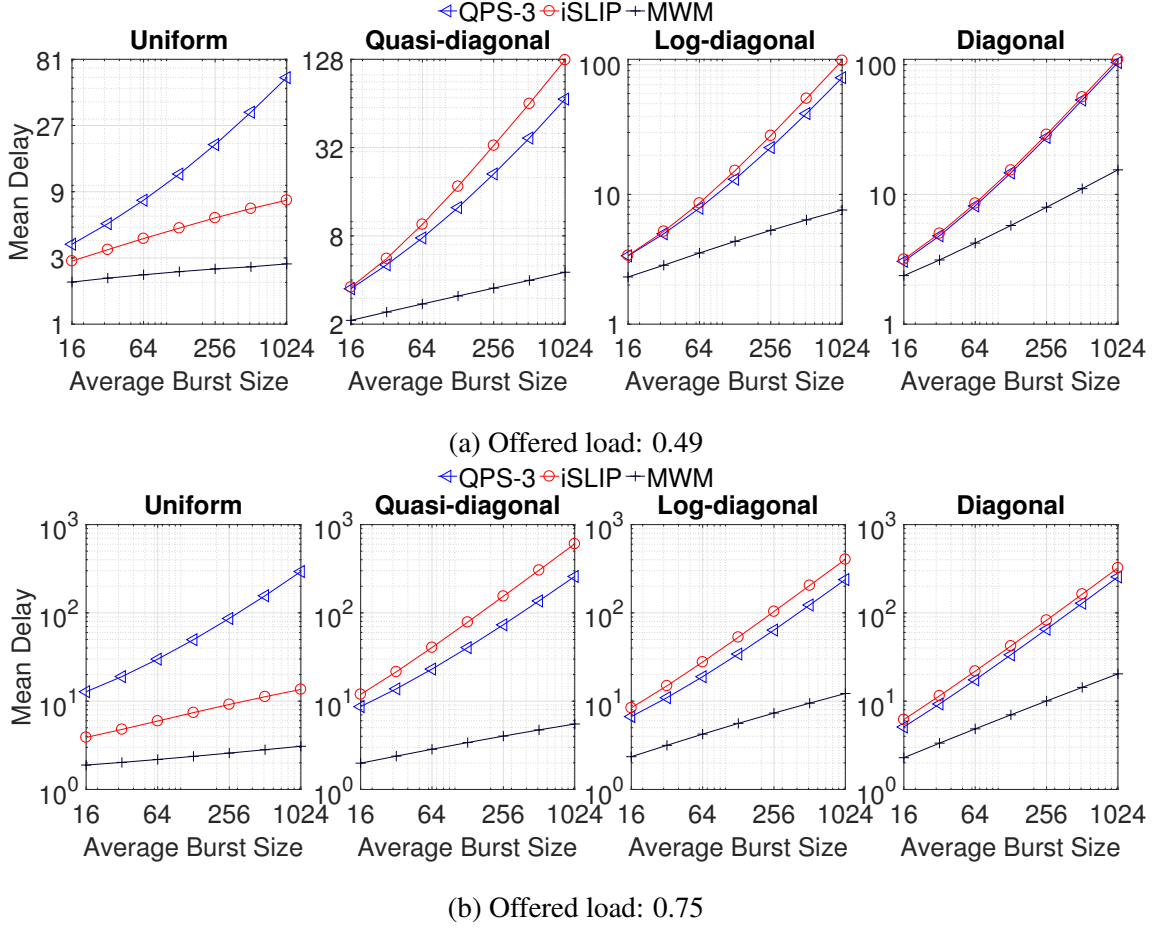 QPS-3 iSLIP MWM
Uniform Quasi-diagonal Log-diagonal Diagonal
Mean Delay
81
27
9
3
1
128
32
8
2
100
10
1
100
10
1
16 64 256 1024 16 64 256 1024 16 64 256 1024 16 64 256 1024
Average Burst Size Average Burst Size Average Burst Size Average Burst Size
(a) Offered load: 0.49
QPS-3 iSLIP MWM
Uniform Quasi-diagonal Log-diagonal Diagonal
Mean Delay
10³ 10³ 10³ 10³
10² 10² 10² 10²
10¹ 10¹ 10¹ 10¹
10⁰ 10⁰ 10⁰ 10⁰
16 64 256 1024 16 64 256 1024 16 64 256 1024 16 64 256 1024
Average Burst Size Average Burst Size Average Burst Size Average Burst Size
(b) Offered load: 0.75